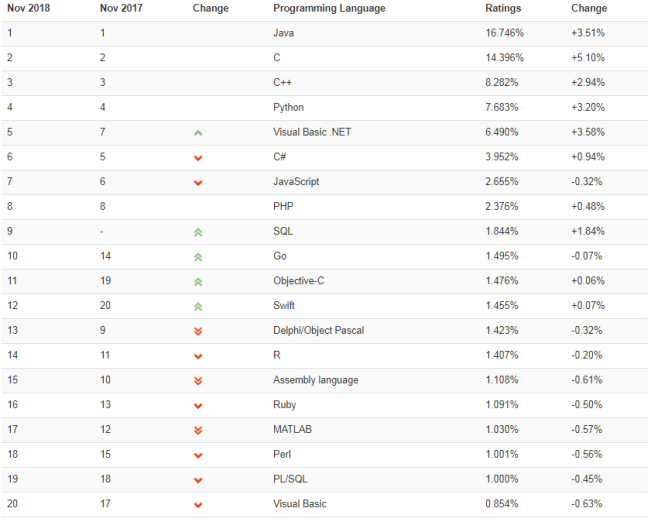 Nov 2018 Nov 2017 Change Programming Language Ratings Change
1 1 Java 16.746% +3.51%
2 2 C 14.396% +5.10%
3 3 C++ 8.282% +2.94%
4 4 Python 7.683% +3.20%
5 7 Visual Basic .NET 6.490% +3.58%
6 5 C# 3.952% +0.94%
7 6 JavaScript 2.655% -0.32%
8 8 PHP 2.376% +0.48%
9 - SQL 1.844% +1.84%
10 14 Go 1.495% -0.07%
11 19 Objective-C 1.476% +0.06%
12 20 Swift 1.455% +0.07%
13 9 Delphi/Object Pascal 1.423% -0.32%
14 11 R 1.407% -0.20%
15 10 Assembly language 1.108% -0.61%
16 13 Ruby 1.091% -0.50%
17 12 MATLAB 1.030% -0.57%
18 15 Perl 1.001% -0.56%
19 18 PL/SQL 1.000% -0.45%
20 17 Visual Basic 0.854% -0.63%